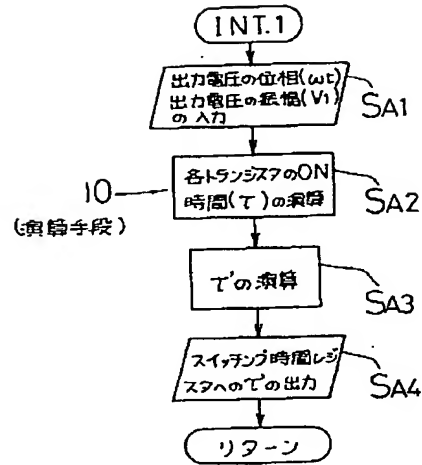 INT.1
出力電圧の位相(ωt)
出力電圧の振幅(V1)
の入力
SA1
各トランジスタのON
時間(τ)の演算
SA2
10
(演算手段)
τ'の演算
SA3
スイッチング時間レジ
スタへのτ'の出力
SA4
リターン